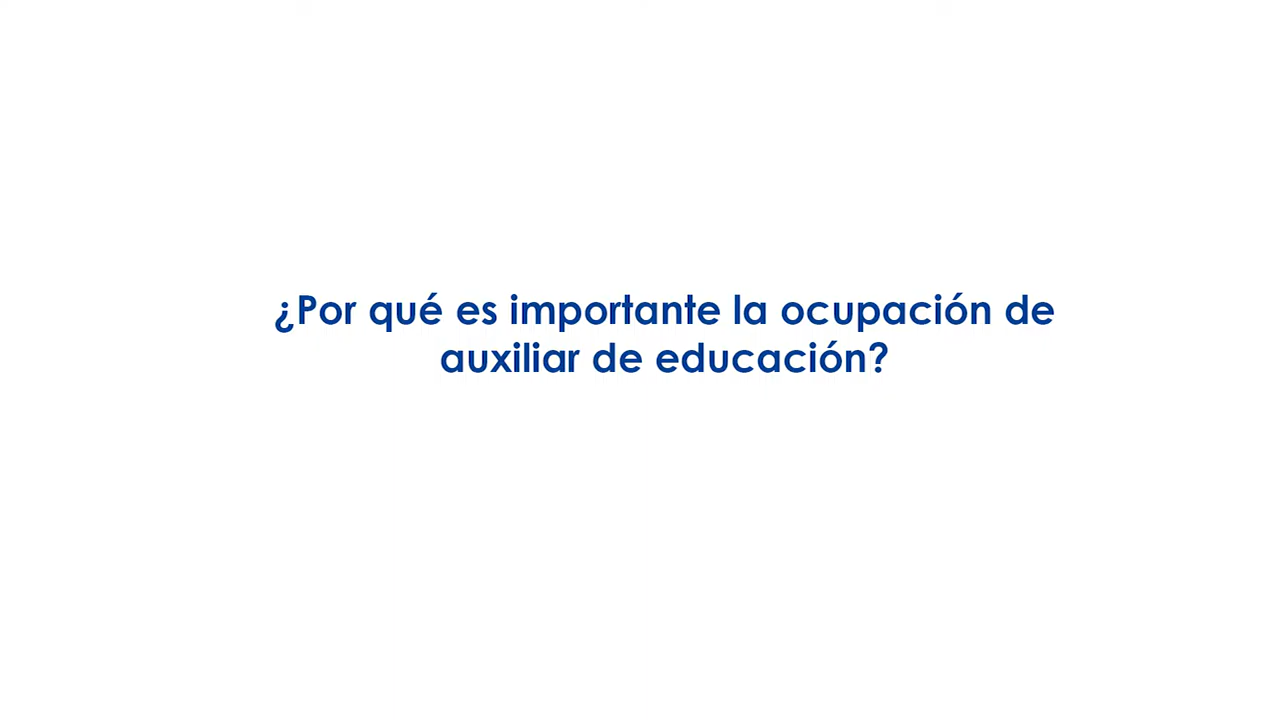 ¿Por qué es importante la ocupación de
auxiliar de educación?